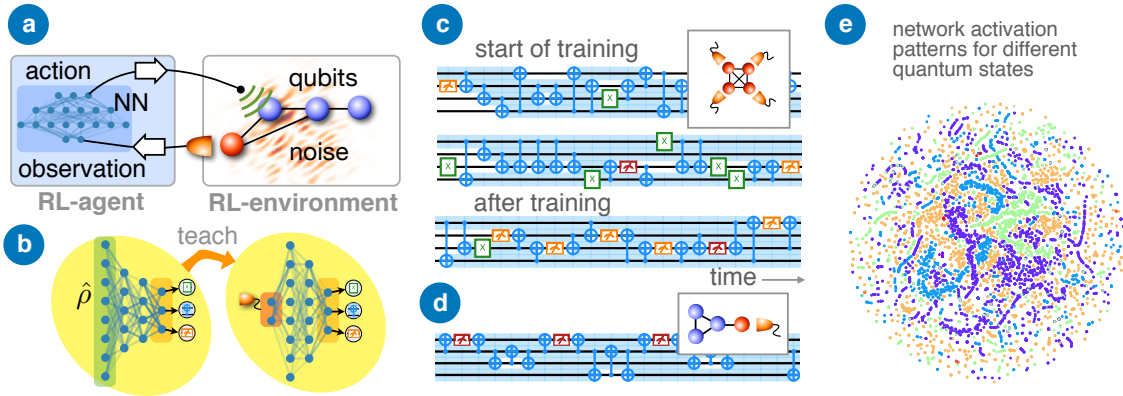 a
action
NN
observation
RL-agent
qubits
noise
RL-environment
b
teach
ρ̂
X
X
c
start of training
X
X
X
X
X
X
after training
X
time
d
e
network activation
patterns for different
quantum states